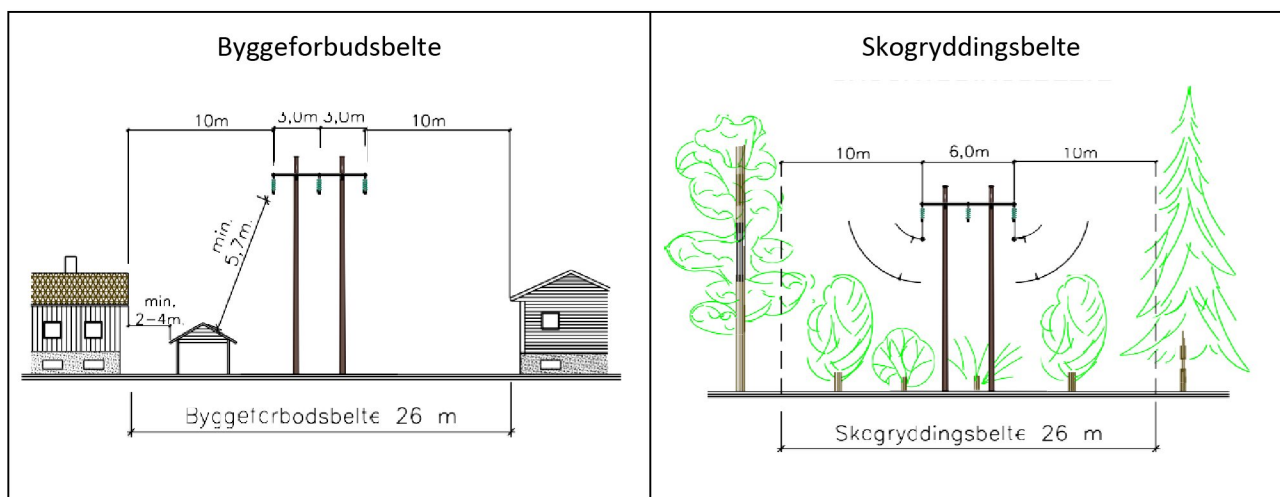 Byggeforbudsbelte
10m
3,0m
3,0m
10m
min.
5,7m.
min.
2-4m.
Byggeforbodsbelte 26 m
Skogryddingsbelte
10m
6,0m
10m
Skogryddingsbelte 26 m